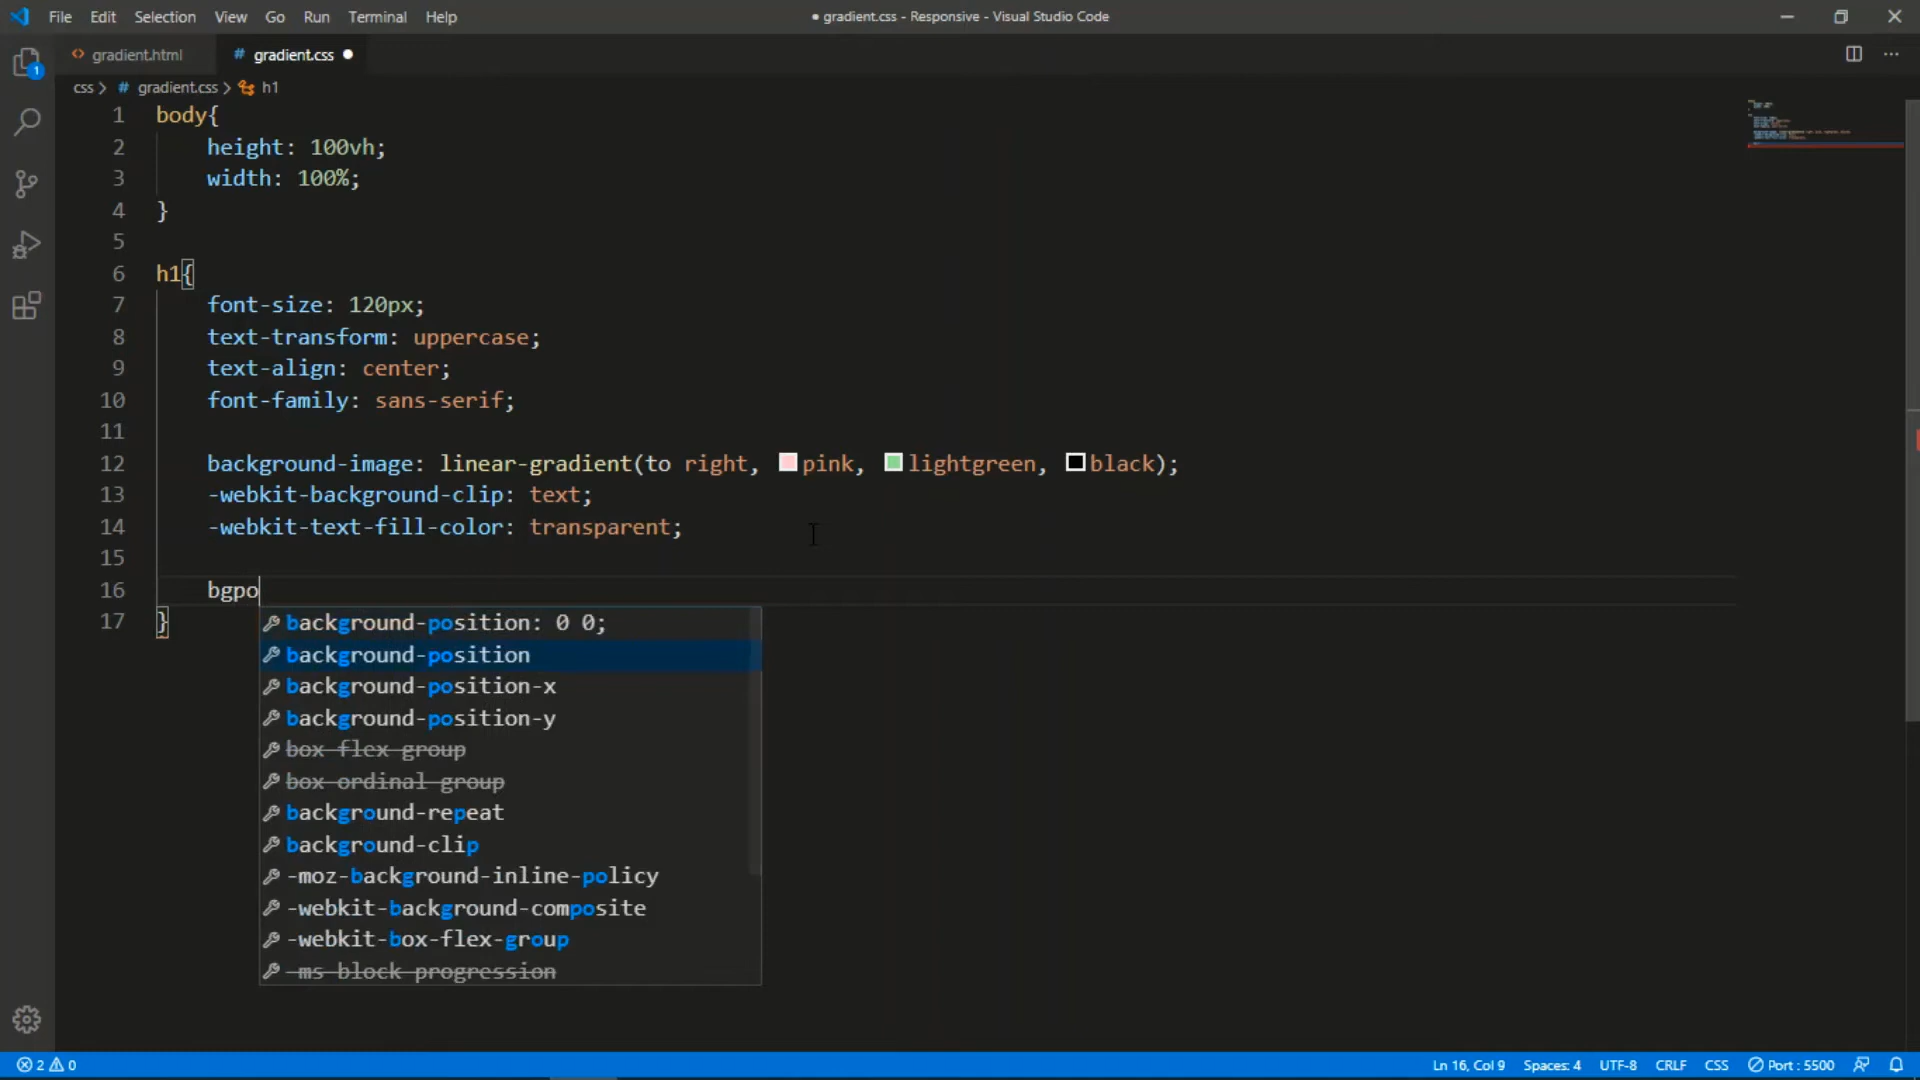 File Edit Selection View Go Run Terminal Help ● gradient.css - Responsive - Visual Studio Code
gradient.html # gradient.css ●
css > # gradient.css > h1
1 body{
2 height: 100vh;
3 width: 100%;
4 }
5
6 h1{
7 font-size: 120px;
8 text-transform: uppercase;
9 text-align: center;
10 font-family: sans-serif;
11
12 background-image: linear-gradient(to right, pink, lightgreen, black);
13 -webkit-background-clip: text;
14 -webkit-text-fill-color: transparent;
15
16 bgpo
17 }
background-position: 0 0;
background-position
background-position-x
background-position-y
box-flex-group
box-ordinal-group
background-repeat
background-clip
-moz-background-inline-policy
-webkit-background-composite
-webkit-box-flex-group
-ms-block-progression
1
2 0 Ln 16, Col 9 Spaces: 4 UTF-8 CRLF CSS Port : 5500